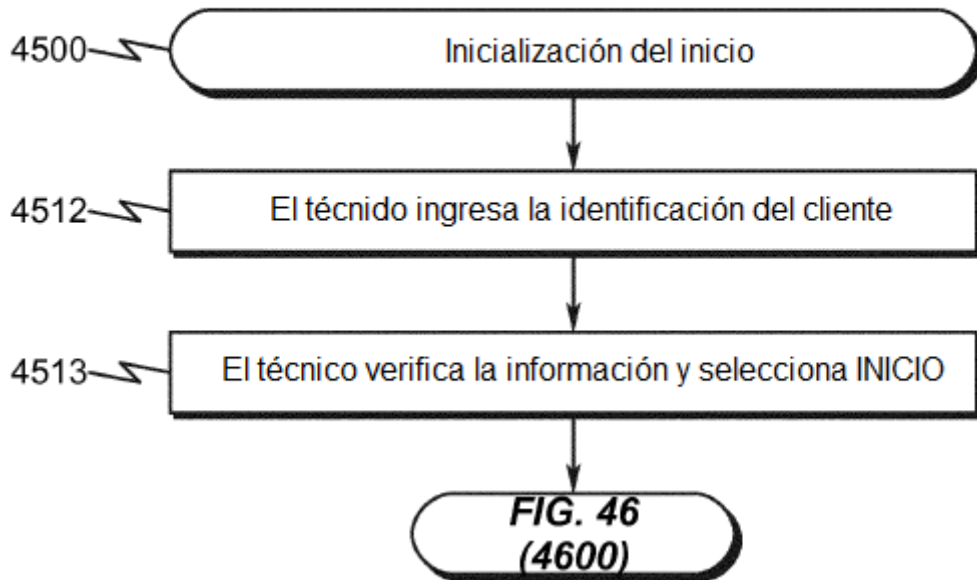 4500
Inicialización del inicio
4512
El técnido ingresa la identificación del cliente
4513
El técnico verifica la información y selecciona INICIO
FIG. 46
(4600)